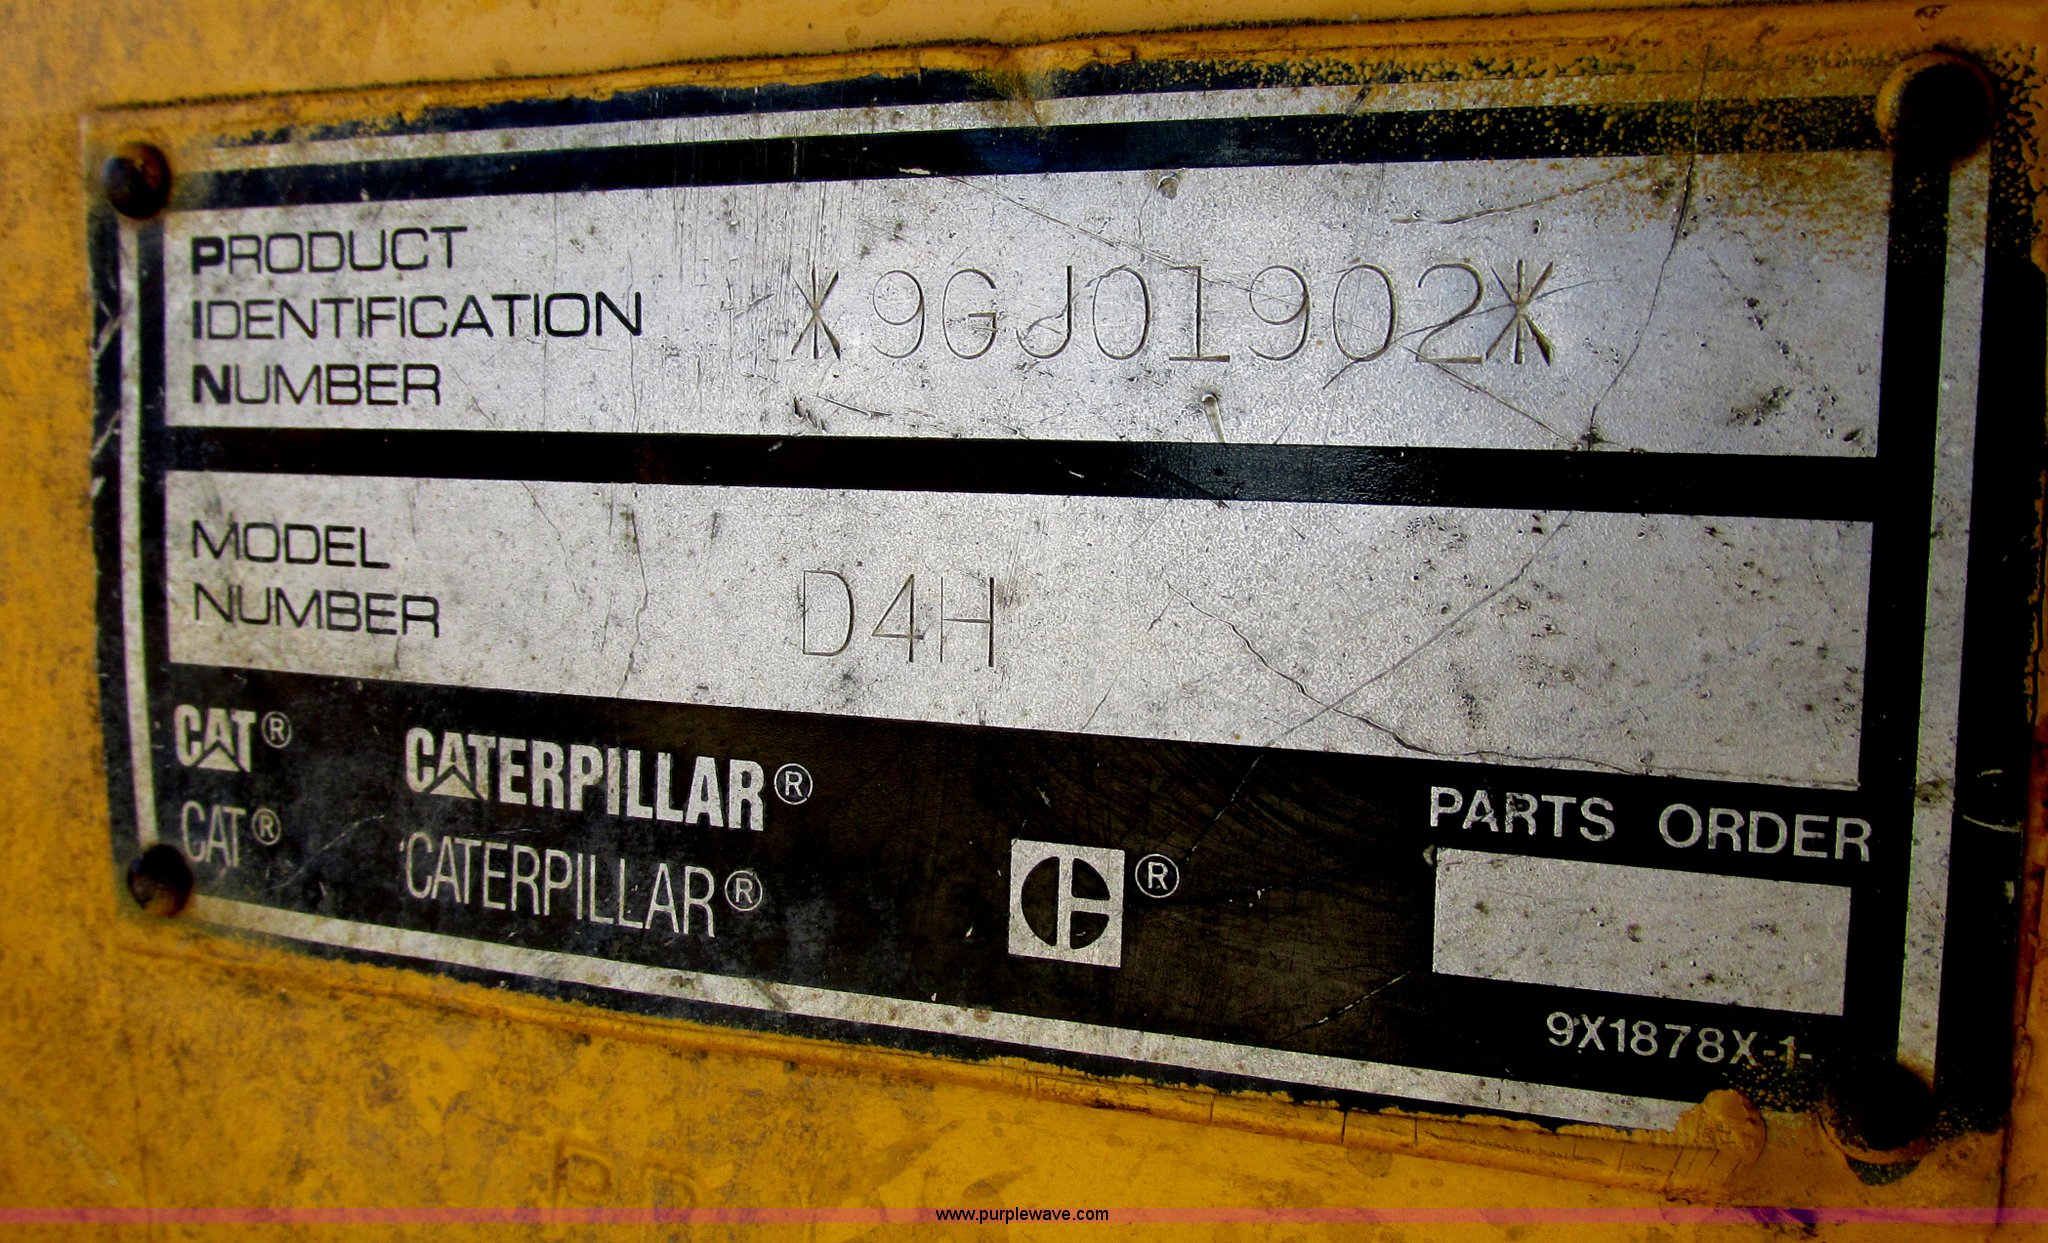 PRODUCT
IDENTIFICATION
NUMBER
*9GJ01902*
MODEL
NUMBER
D4H
CAT®
CATERPILLAR®
CAT®
CATERPILLAR®
®
PARTS ORDER
9X1878X-1-
www.purplewave.com